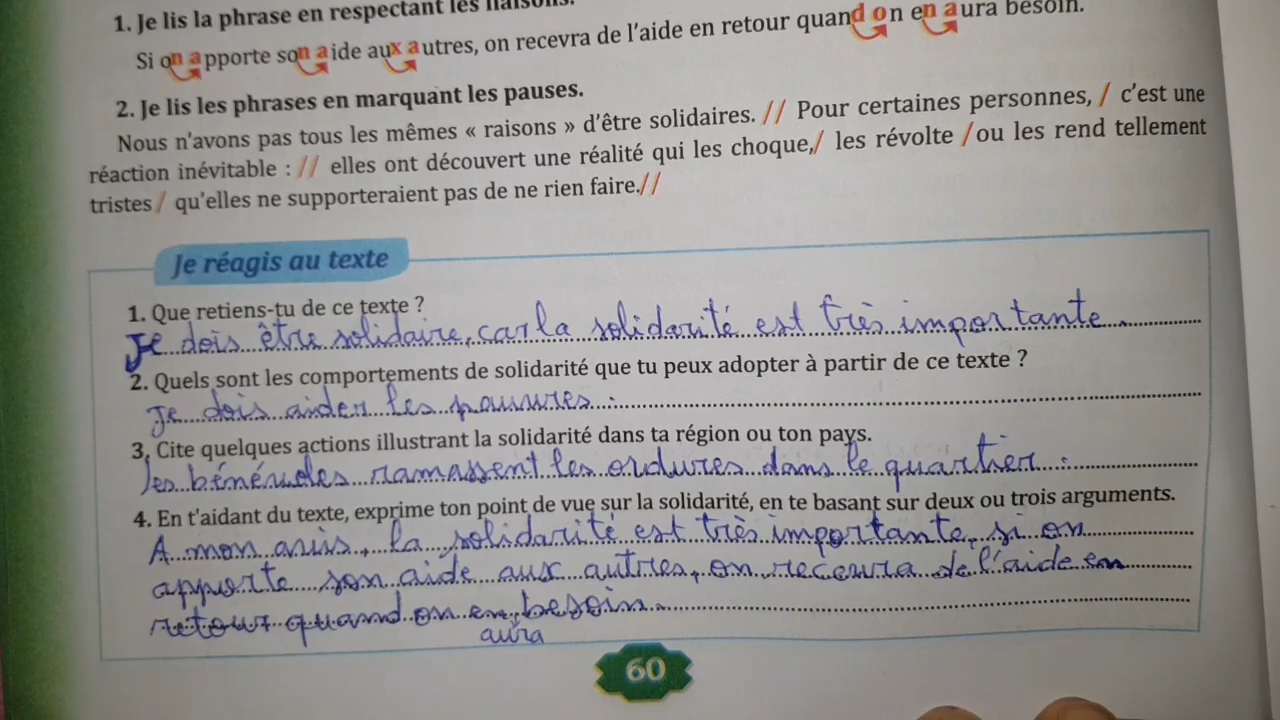 1. Je lis la phrase en respectant les liaisons.
Si on apporte son aide aux autres, on recevra de l'aide en retour quand on en aura besoin.
2. Je lis les phrases en marquant les pauses.
Nous n'avons pas tous les mêmes « raisons » d'être solidaires. // Pour certaines personnes, / c'est une
réaction inévitable : // elles ont découvert une réalité qui les choque,/ les révolte /ou les rend tellement
tristes / qu'elles ne supporteraient pas de ne rien faire.//
Je réagis au texte
1. Que retiens-tu de ce texte ?
Je dois être solidaire, car la solidarité est très importante.
2. Quels sont les comportements de solidarité que tu peux adopter à partir de ce texte ?
Je dois aider les pauvres.
3. Cite quelques actions illustrant la solidarité dans ta région ou ton pays.
Les bénévoles ramassent les ordures dans le quartier.
4. En t'aidant du texte, exprime ton point de vue sur la solidarité, en te basant sur deux ou trois arguments.
A mon avis, la solidarité est très importante, si on
apporte son aide aux autres, on recevra de l'aide en
retour quand on en besoin.
aura
60